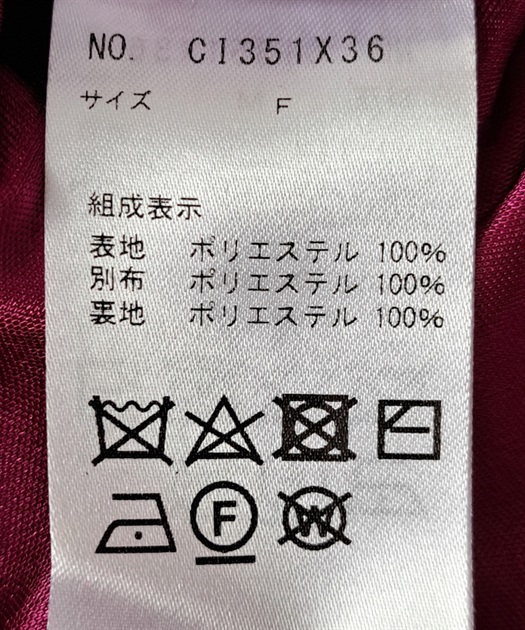 NO. CI351X36
サイズ F
組成表示
表地 ポリエステル 100%
別布 ポリエステル 100%
裏地 ポリエステル 100%
F W